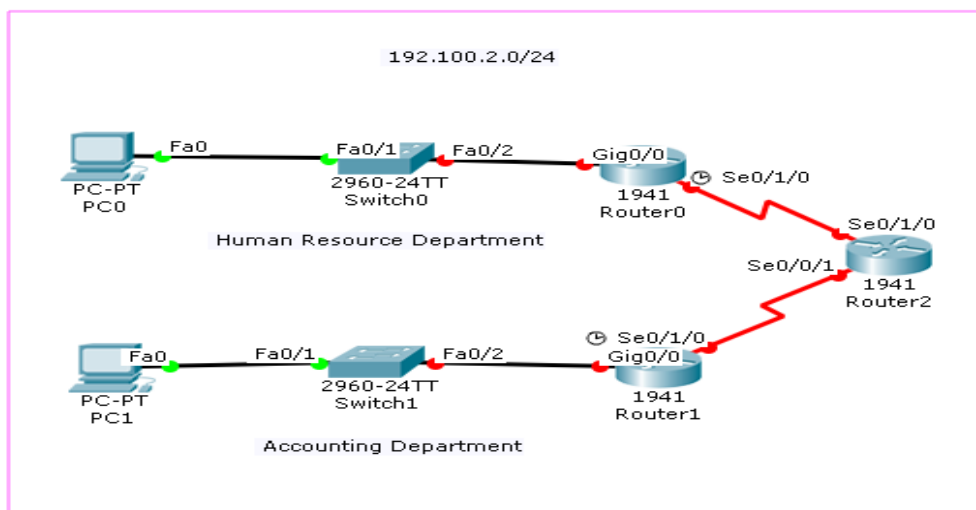 192.100.2.0/24
Fa0
Fa0/1
Fa0/2
Gig0/0
Se0/1/0
PC-PT
PC0
2960-24TT
Switch0
1941
Router0
Human Resource Department
Se0/1/0
Se0/0/1
1941
Router2
Fa0
Fa0/1
Fa0/2
Se0/1/0
Gig0/0
PC-PT
PC1
2960-24TT
Switch1
1941
Router1
Accounting Department